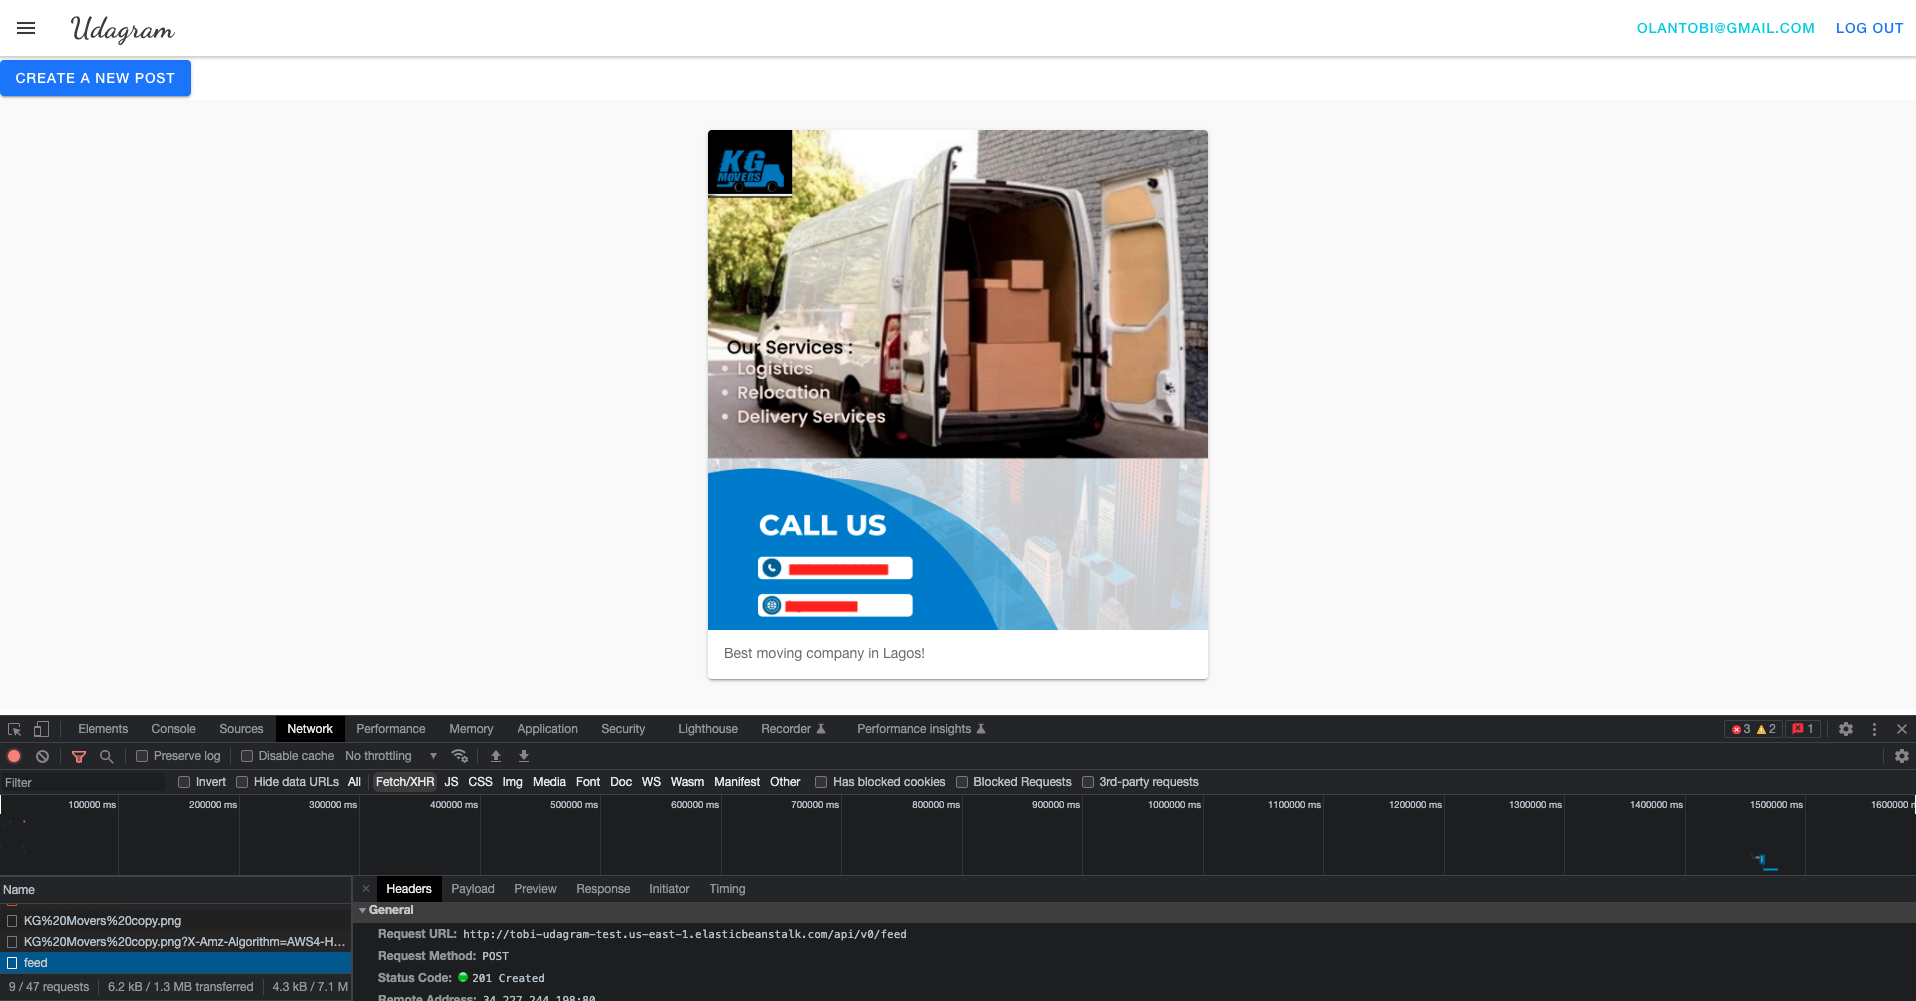 Udagram
OLANTOBI@GMAIL.COM LOG OUT
CREATE A NEW POST
KG
MOVERS
Our Services :
• Logistics
• Relocation
• Delivery Services
CALL US
Best moving company in Lagos!
Elements Console Sources Network Performance Memory Application Security Lighthouse Recorder Performance insights 3 2 1
Preserve log Disable cache No throttling
Filter Invert Hide data URLs All Fetch/XHR JS CSS Img Media Font Doc WS Wasm Manifest Other Has blocked cookies Blocked Requests 3rd-party requests
100000 ms 200000 ms 300000 ms 400000 ms 500000 ms 600000 ms 700000 ms 800000 ms 900000 ms 1000000 ms 1100000 ms 1200000 ms 1300000 ms 1400000 ms 1500000 ms 1600000 m
Name
KG%20Movers%20copy.png
KG%20Movers%20copy.png?X-Amz-Algorithm=AWS4-H...
feed
9 / 47 requests 6.2 kB / 1.3 MB transferred 4.3 kB / 7.1 M
Headers Payload Preview Response Initiator Timing
General
Request URL: http://tobi-udagram-test.us-east-1.elasticbeanstalk.com/api/v0/feed
Request Method: POST
Status Code: 201 Created
Remote Address: 34.227.244.198:80